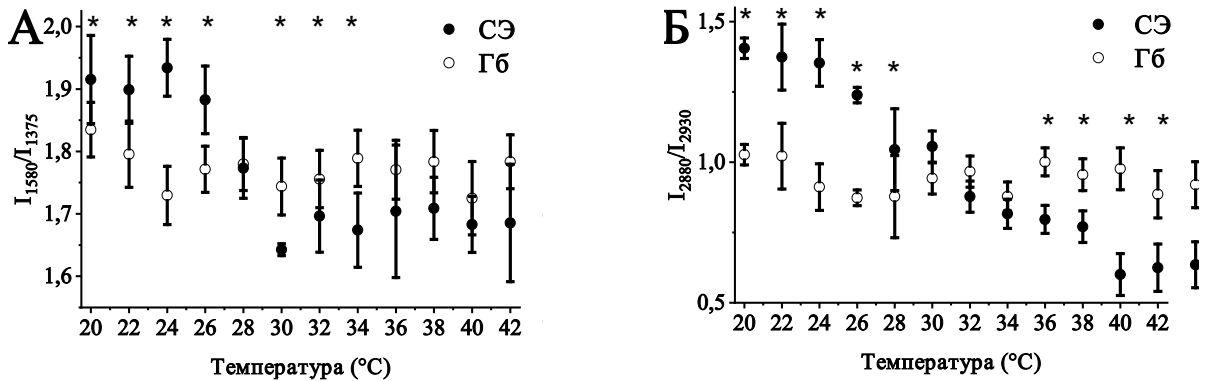 А
2,0
1,9
1,8
1,7
1,6
I1580/I1375
* * * * * * *
СЭ
Гб
20 22 24 26 28 30 32 34 36 38 40 42
Температура (°C)
Б
1,5
1,0
0,5
I2880/I2930
* * *
* *
* * * *
СЭ
Гб
20 22 24 26 28 30 32 34 36 38 40 42
Температура (°C)